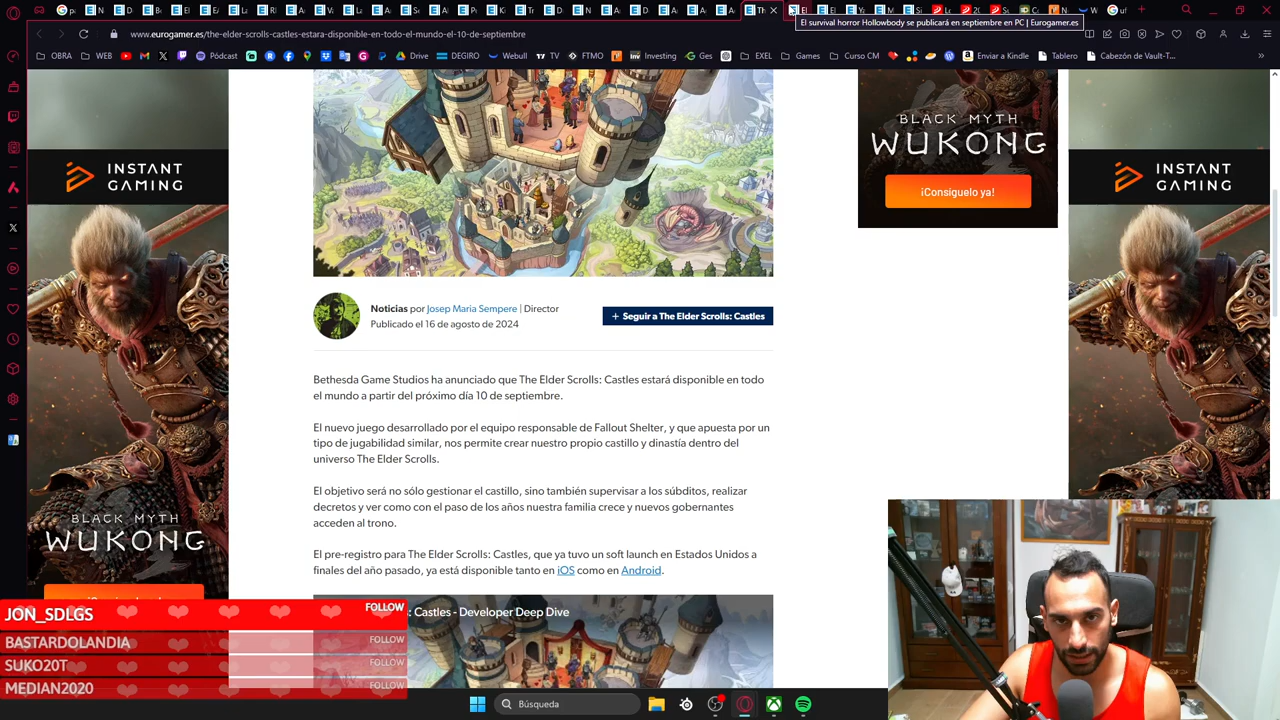 El survival horror Hollowbody se publicará en septiembre en PC | Eurogamer.es
www.eurogamer.es/the-elder-scrolls-castles-estara-disponible-en-todo-el-mundo-el-10-de-septiembre
OBRA
WEB
Pódcast
Drive
DEGIRO
Webull
TV
FTMO
Investing
Ges
EXEL
Games
Curso CM
Enviar a Kindle
Tablero
Cabezón de Vault-T...
INSTANT
GAMING
BLACK MYTH
WUKONG
¡Consíguelo ya!
INSTANT
GAMING
Noticias por Josep Maria Sempere | Director
Publicado el 16 de agosto de 2024
+ Seguir a The Elder Scrolls: Castles
Bethesda Game Studios ha anunciado que The Elder Scrolls: Castles estará disponible en todo
el mundo a partir del próximo día 10 de septiembre.
El nuevo juego desarrollado por el equipo responsable de Fallout Shelter, y que apuesta por un
tipo de jugabilidad similar, nos permite crear nuestro propio castillo y dinastía dentro del
universo The Elder Scrolls.
El objetivo será no sólo gestionar el castillo, sino también supervisar a los súbditos, realizar
decretos y ver como con el paso de los años nuestra familia crece y nuevos gobernantes
acceden al trono.
El pre-registro para The Elder Scrolls: Castles, que ya tuvo un soft launch en Estados Unidos a
finales del año pasado, ya está disponible tanto en iOS como en Android.
: Castles - Developer Deep Dive
BLACK MYTH
WUKONG
JON_SDLGS FOLLOW
BASTARDOLANDIA FOLLOW
SUKO20T FOLLOW
MEDIAN2020 FOLLOW
Búsqueda